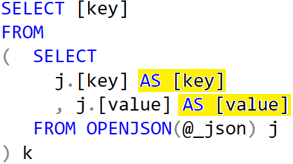 SELECT [key]
FROM
(  SELECT
j.[key] AS [key]
, j.[value] AS [value]
FROM OPENJSON(@_json) j
) k